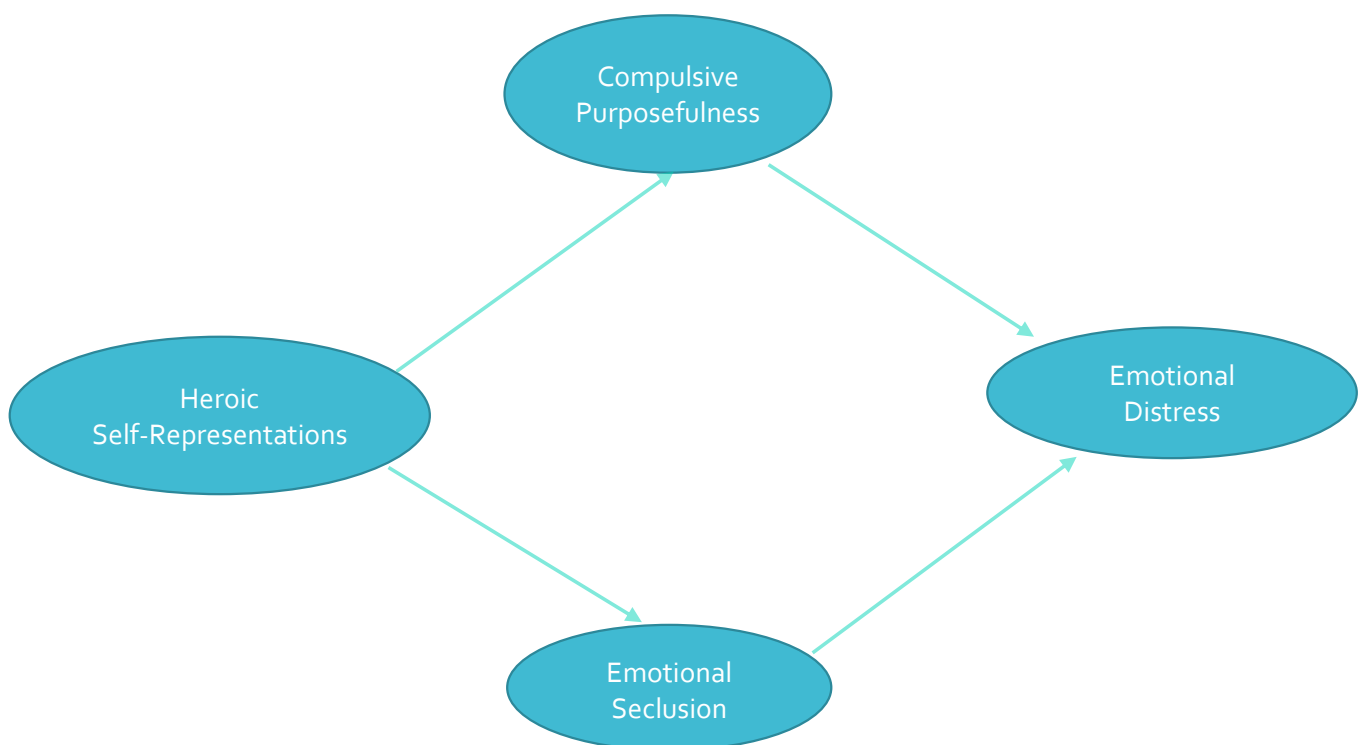 Compulsive
Purposefulness
Heroic
Self-Representations
Emotional
Distress
Emotional
Seclusion